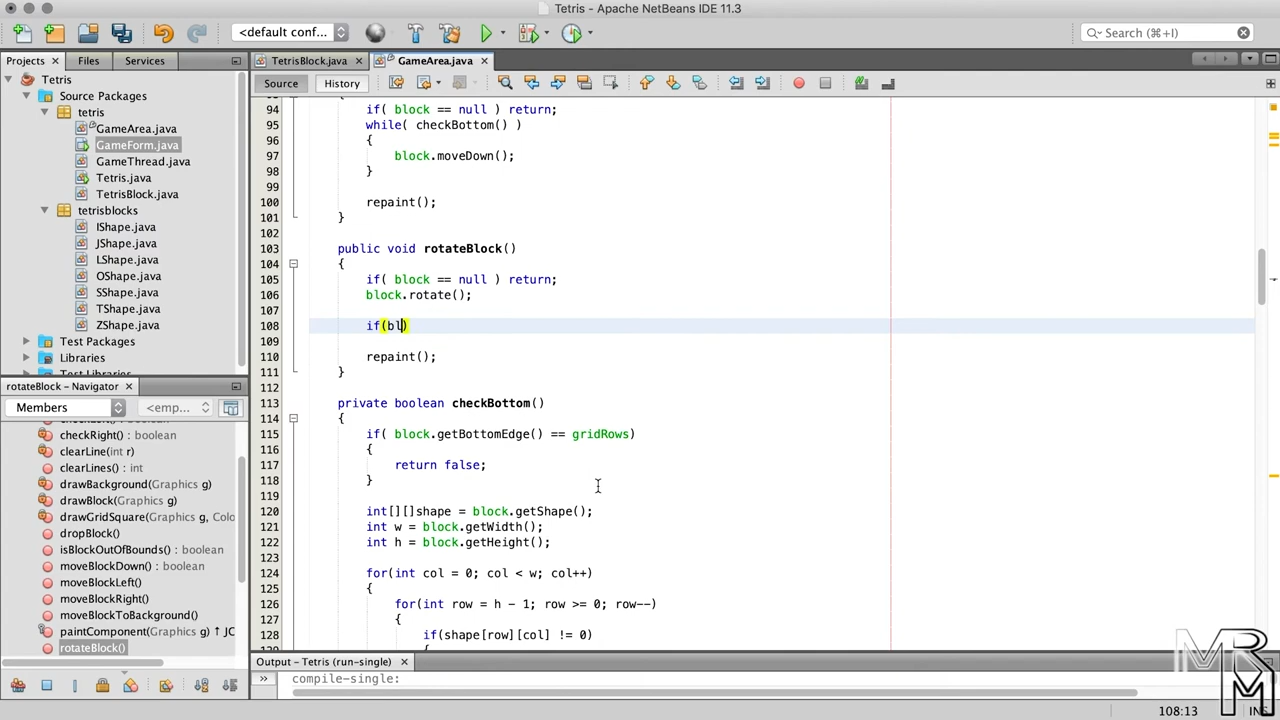 Tetris - Apache NetBeans IDE 11.3
<default conf...
Search (⌘+I)
Projects
Files
Services
TetrisBlock.java
GameArea.java
Source
History
Tetris
Source Packages
tetris
GameArea.java
GameForm.java
GameThread.java
Tetris.java
TetrisBlock.java
tetrisblocks
IShape.java
JShape.java
LShape.java
OShape.java
SShape.java
TShape.java
ZShape.java
Test Packages
Libraries
Test Libraries
rotateBlock - Navigator
Members
<emp...
checkRight() : boolean
clearLine(int r)
clearLines() : int
drawBackground(Graphics g)
drawBlock(Graphics g)
drawGridSquare(Graphics g, Colo
dropBlock()
isBlockOutOfBounds() : boolean
moveBlockDown() : boolean
moveBlockLeft()
moveBlockRight()
moveBlockToBackground()
paintComponent(Graphics g) ↑ JC
rotateBlock()
{
94 if( block == null ) return;
95 while( checkBottom() )
96 {
97 block.moveDown();
98 }
99
100 repaint();
101 }
102
103 public void rotateBlock()
104 {
105 if( block == null ) return;
106 block.rotate();
107
108 if(bl)
109
110 repaint();
111 }
112
113 private boolean checkBottom()
114 {
115 if( block.getBottomEdge() == gridRows)
116 {
117 return false;
118 }
119
120 int[][]shape = block.getShape();
121 int w = block.getWidth();
122 int h = block.getHeight();
123
124 for(int col = 0; col < w; col++)
125 {
126 for(int row = h - 1; row >= 0; row--)
127 {
128 if(shape[row][col] != 0)
Output - Tetris (run-single)
compile-single:
108:13